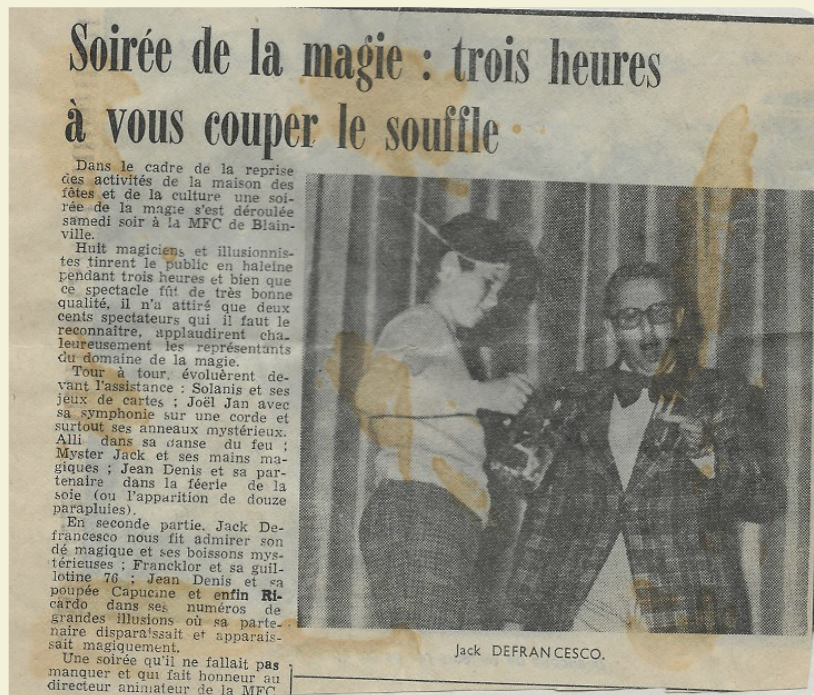 Soirée de la magie : trois heures
à vous couper le souffle
Dans le cadre de la reprise
des activités de la maison des
fêtes et de la culture une soi-
rée de la magie s'est déroulée
samedi soir à la MFC de Blain-
ville.
Huit magiciens et illusionnis-
tes tinrent le public en haleine
pendant trois heures et bien que
ce spectacle fût de très bonne
qualité, il n'a attiré que deux
cents spectateurs qui il faut le
reconnaître, applaudirent cha-
leureusement les représentants
du domaine de la magie.
Tour à tour, évoluèrent de-
vant l'assistance : Solanis et ses
jeux de cartes ; Joël Jan avec
sa symphonie sur une corde et
surtout ses anneaux mystérieux.
Alli dans sa danse du feu ;
Myster Jack et ses mains ma-
giques ; Jean Denis et sa par-
tenaire dans la féerie de la
soie (ou l'apparition de douze
parapluies).
En seconde partie, Jack De-
francesco nous fit admirer son
dé magique et ses boissons mys-
térieuses ; Francklor et sa guil-
lotine 76 ; Jean Denis et sa
poupée Capucine et enfin Ri-
cardo dans ses numéros de
grandes illusions où sa parte-
naire disparaissait et apparais-
sait magiquement.
Une soirée qu'il ne fallait pas
manquer et qui fait honneur au
directeur animateur de la MFC
Jack DEFRANCESCO.